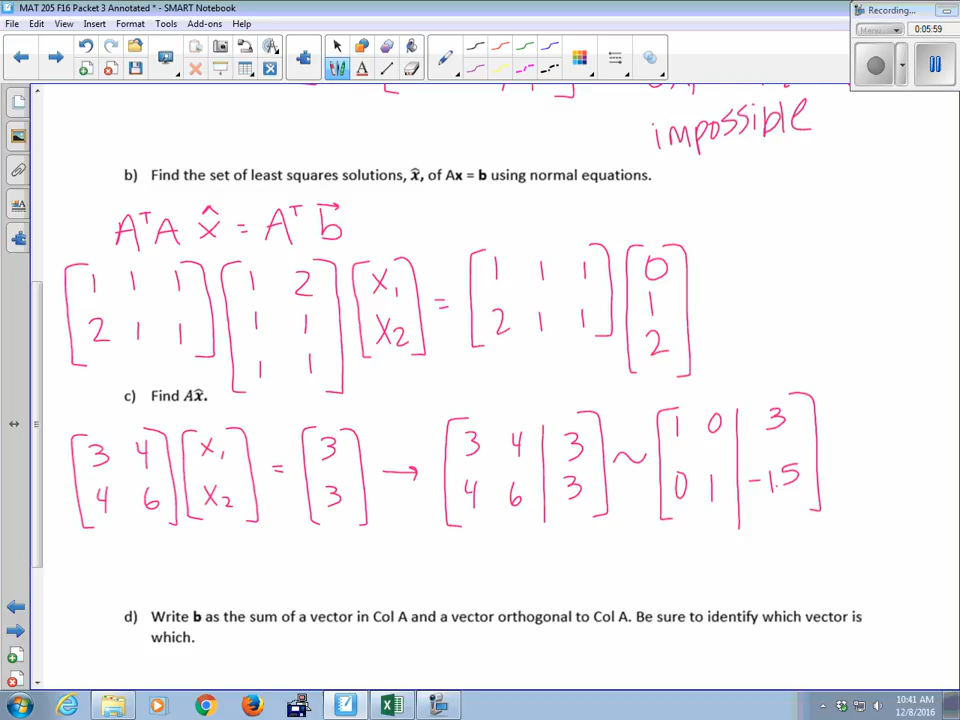 MAT 205 F16 Packet 3 Annotated * - SMART Notebook
File Edit View Insert Format Tools Add-ons Help
Recording...
Menu
0:05:59
impossible
b) Find the set of least squares solutions, x̂, of Ax = b using normal equations.
AᵀA x̂ = Aᵀ b⃗
[1 1 1; 2 1 1] [1 2; 1 1; 1 1] [x₁; x₂] = [1 1 1; 2 1 1] [0; 1; 2]
c) Find Ax̂.
[3 4; 4 6] [x₁; x₂] = [3; 3] → [3 4 | 3; 4 6 | 3] ~ [1 0 | 3; 0 1 | -1.5]
d) Write b as the sum of a vector in Col A and a vector orthogonal to Col A. Be sure to identify which vector is
which.
10:41 AM
12/8/2016